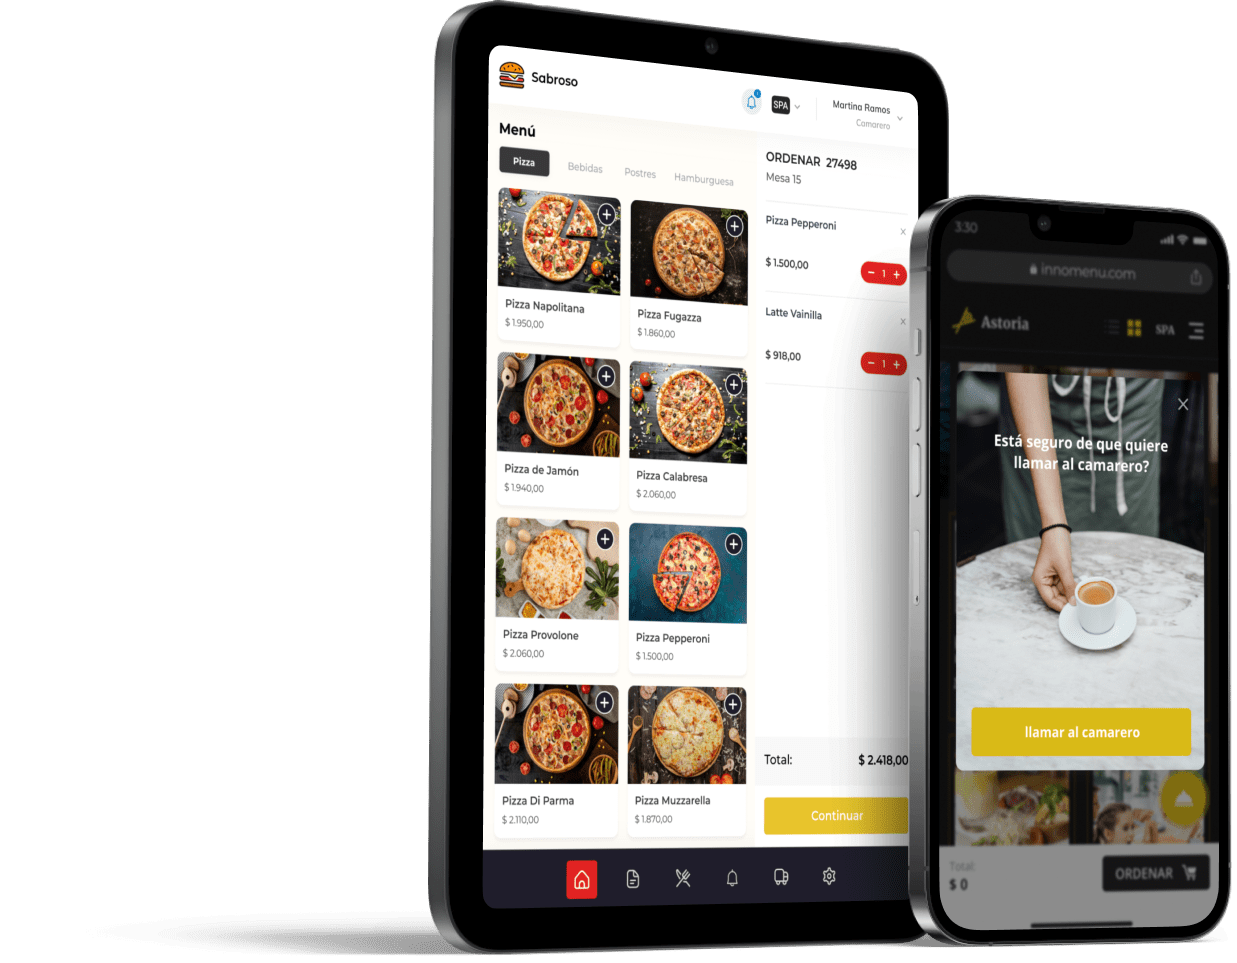 Sabroso
1
SPA
Martina Ramos
Camarero
Menú
Pizza
Bebidas
Postres
Hamburguesa
Pizza Napolitana
$ 1.950,00
Pizza Fugazza
$ 1.860,00
Pizza de Jamón
$ 1.940,00
Pizza Calabresa
$ 2.060,00
Pizza Provolone
$ 2.060,00
Pizza Pepperoni
$ 1.500,00
Pizza Di Parma
$ 2.110,00
Pizza Muzzarella
$ 1.870,00
ORDENAR 27498
Mesa 15
Pizza Pepperoni
x
$ 1.500,00
− 1 +
Latte Vainilla
x
$ 918,00
− 1 +
Total: $ 2.418,00
Continuar
3:30
innomenu.com
Astoria
SPA
Está seguro de que quiere
llamar al camarero?
llamar al camarero
Total:
$ 0
ORDENAR